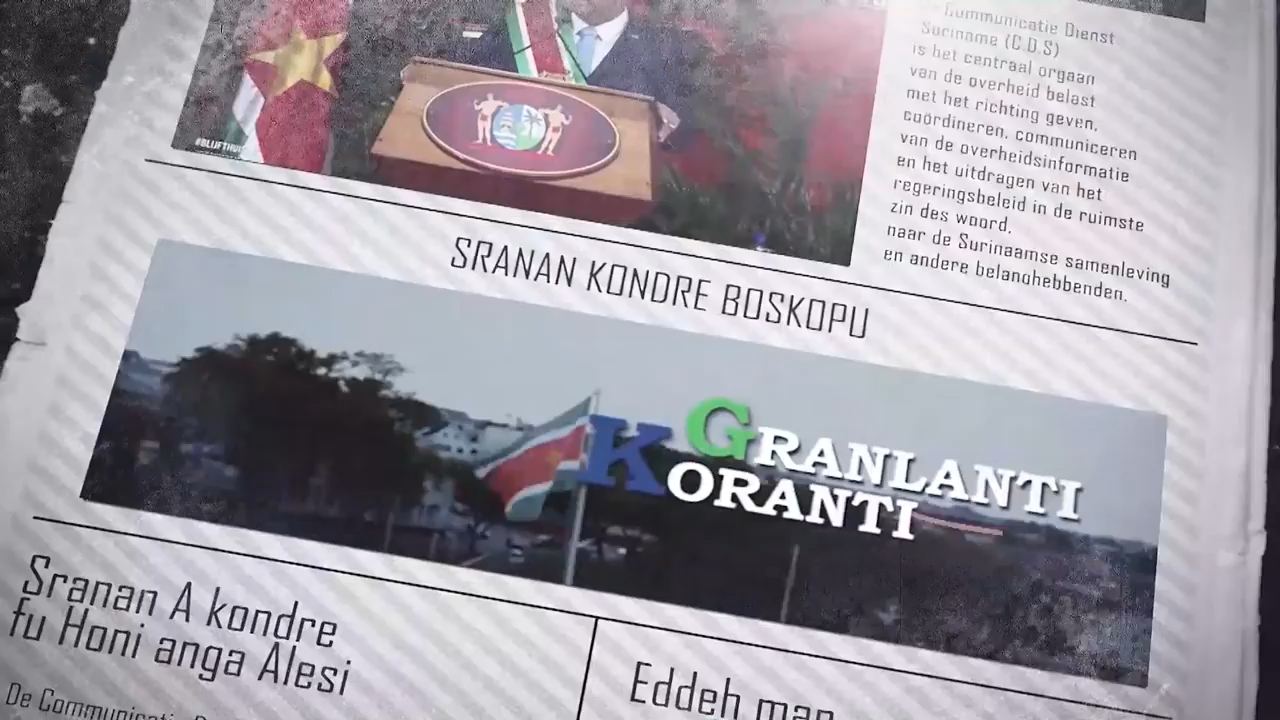 Communicatie Dienst
Suriname (C.D.S)
is het centraal orgaan
van de overheid belast
met het richting geven,
coördineren, communiceren
van de overheidsinformatie
en het uitdragen van het
regeringsbeleid in de ruimste
zin des woord,
naar de Surinaamse samenleving
en andere belanghebbenden.
SRANAN KONDRE BOSKOPU
GRANLANTI
KORANTI
Sranan A kondre
fu Honi anga Alesi
De
Eddeh man